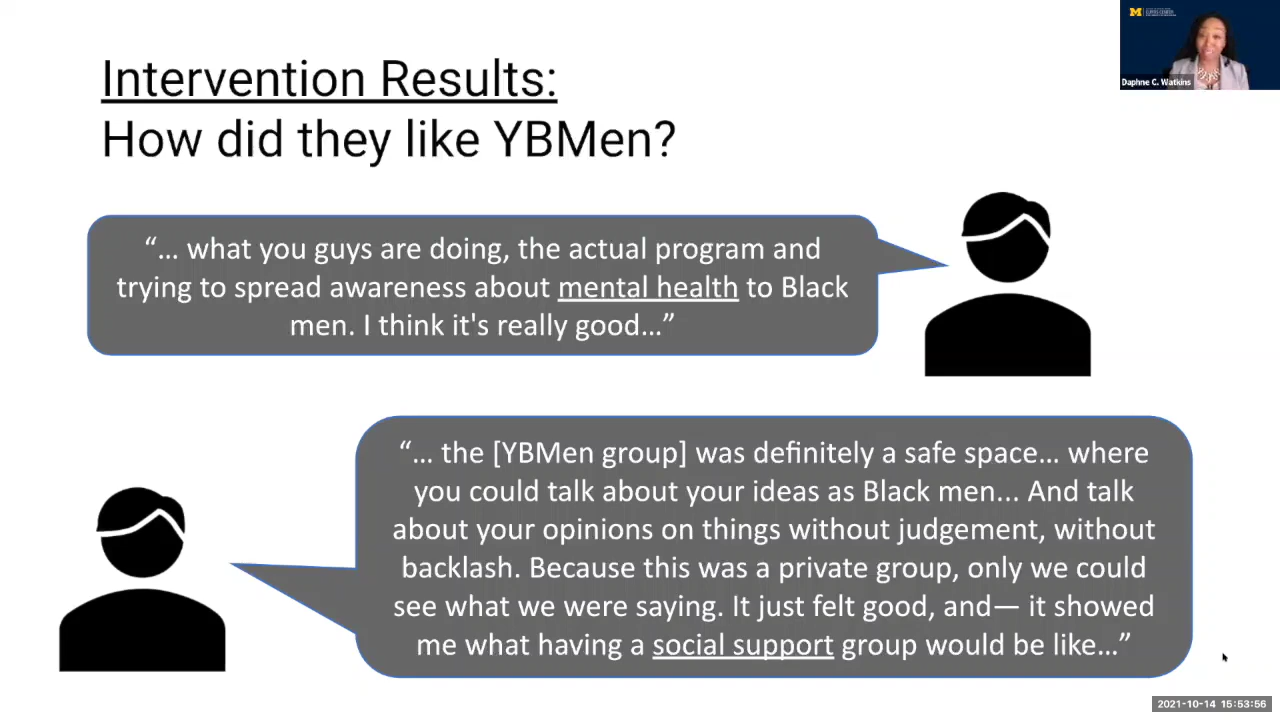 Intervention Results:
How did they like YBMen?
M
Daphne C. Watkins
“... what you guys are doing, the actual program and
trying to spread awareness about mental health to Black
men. I think it's really good...”
“... the [YBMen group] was definitely a safe space... where
you could talk about your ideas as Black men... And talk
about your opinions on things without judgement, without
backlash. Because this was a private group, only we could
see what we were saying. It just felt good, and— it showed
me what having a social support group would be like...”
2021-10-14 15:53:56